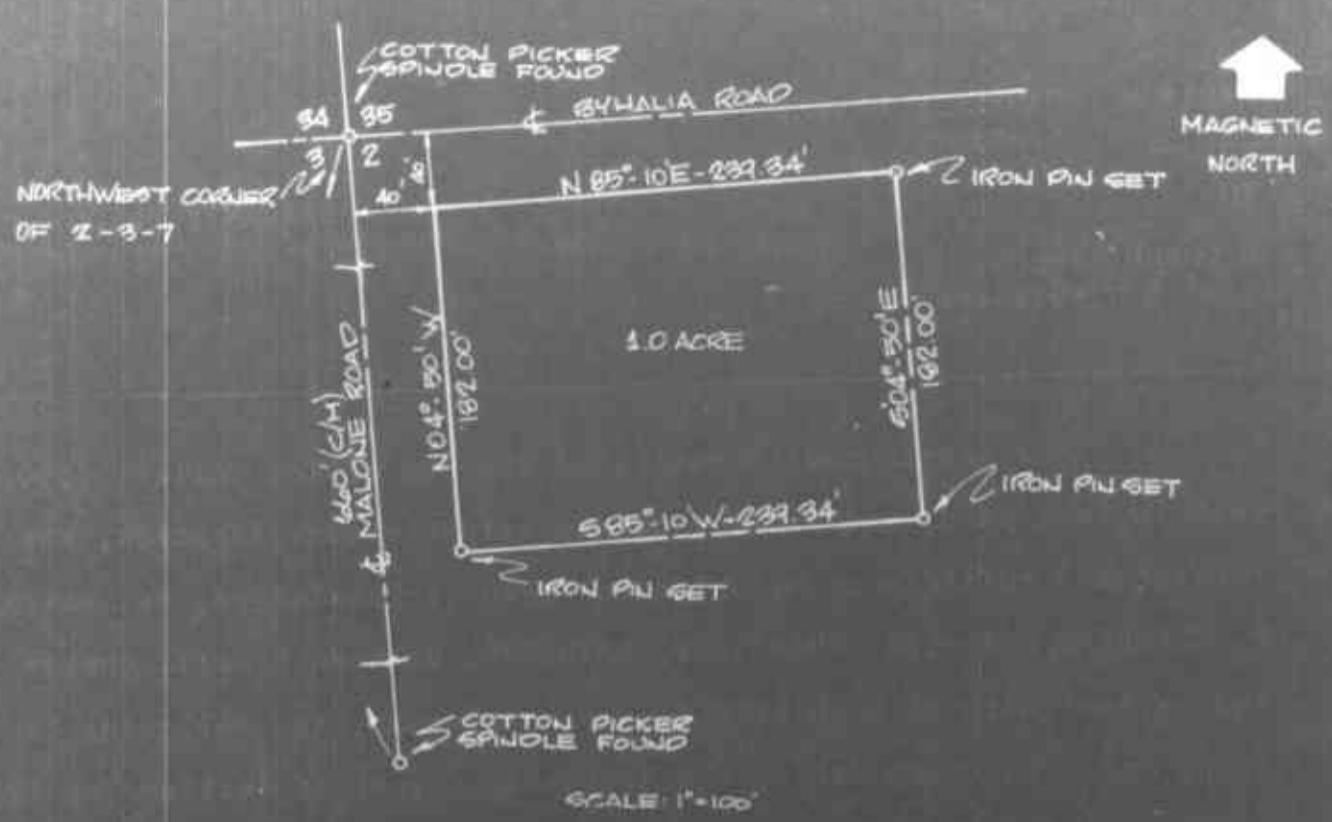 COTTON PICKER
SPINDLE FOUND
34 35
3 2
℄ BYHALIA ROAD
MAGNETIC
NORTH
NORTHWEST CORNER
OF 2-3-7
40'
N 85°-10'E-239.34'
IRON PIN SET
1.0 ACRE
N04°-50'W
182.00'
S04°-50'E
182.00'
660' (C/M)
℄ MALONE ROAD
S85°-10'W-239.34'
IRON PIN SET
IRON PIN SET
COTTON PICKER
SPINDLE FOUND
SCALE: 1"=100'